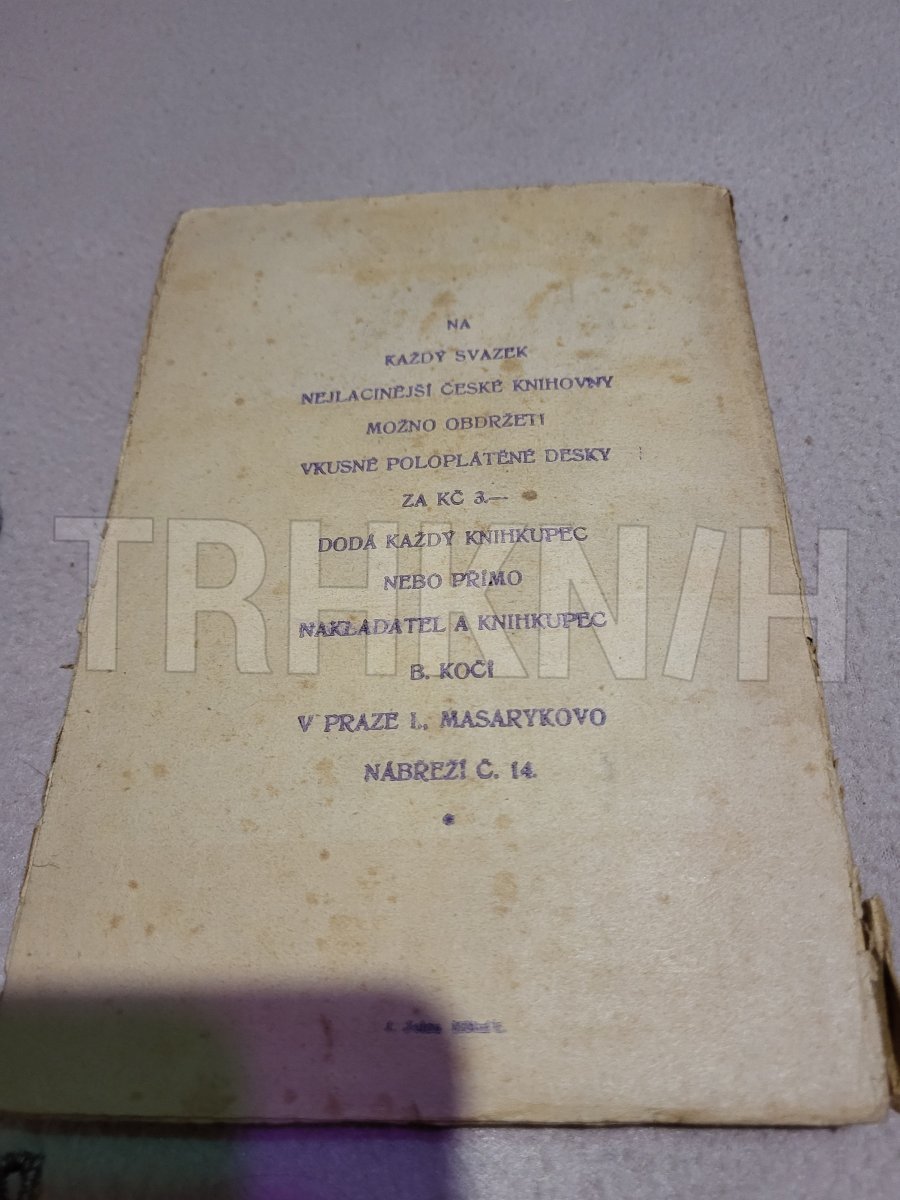 NA
KAŽDÝ SVAZEK
NEJLACINĚJŠÍ ČESKÉ KNIHOVNY
MOŽNO OBDRŽETI
VKUSNÉ POLOPLÁTĚNÉ DESKY
ZA KČ 3.—
DODÁ KAŽDÝ KNIHKUPEC
NEBO PŘÍMO
NAKLADATEL A KNIHKUPEC
B. KOČÍ
V PRAZE I., MASARYKOVO
NÁBŘEŽÍ Č. 14.
TRHKNIH